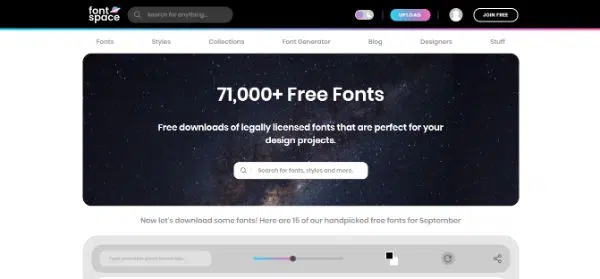 font
space
Search for anything...
UPLOAD
JOIN FREE
Fonts
Styles
Collections
Font Generator
Blog
Designers
Stuff
71,000+ Free Fonts
Free downloads of legally licensed fonts that are perfect for your
design projects.
Search for fonts, styles and more.
Now let's download some fonts! Here are 15 of our handpicked free fonts for September